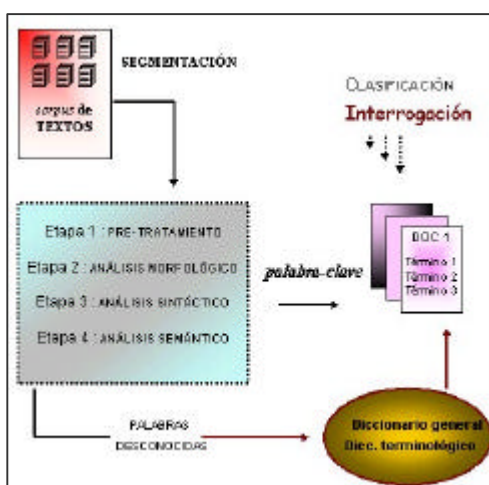 SEGMENTACIÓN
corpus de
TEXTOS
CLASIFICACIÓN
Interrogación
Etapa 1 : PRE-TRATAMIENTO
Etapa 2 : ANÁLISIS MORFOLÓGICO
Etapa 3 : ANÁLISIS SINTÁCTICO
Etapa 4 : ANÁLISIS SEMÁNTICO
palabra-clave
DOC 1
Término 1
Término 2
Término 3
PALABRAS
DESCONOCIDAS
Diccionario general
Dicc. terminológico